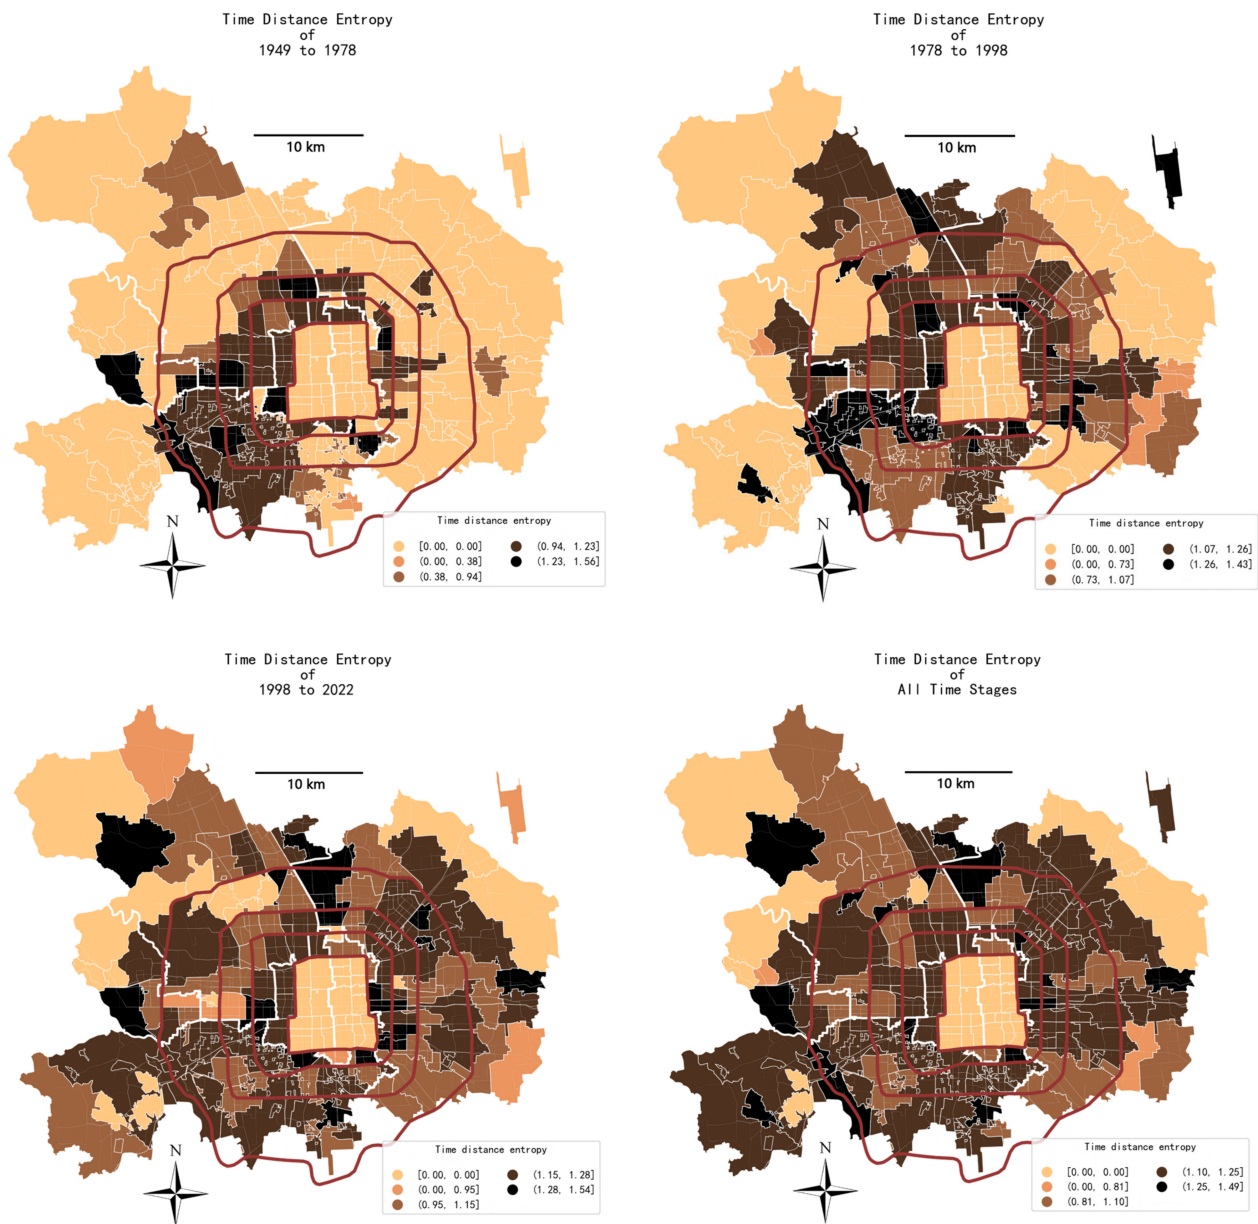 Time Distance Entropy
of
1949 to 1978
10 km
N
Time distance entropy
[0.00, 0.00]
(0.00, 0.38]
(0.38, 0.94]
(0.94, 1.23]
(1.23, 1.56]
Time Distance Entropy
of
1978 to 1998
10 km
N
Time distance entropy
[0.00, 0.00]
(0.00, 0.73]
(0.73, 1.07]
(1.07, 1.26]
(1.26, 1.43]
Time Distance Entropy
of
1998 to 2022
10 km
N
Time distance entropy
[0.00, 0.00]
(0.00, 0.95]
(0.95, 1.15]
(1.15, 1.28]
(1.28, 1.54]
Time Distance Entropy
of
All Time Stages
10 km
N
Time distance entropy
[0.00, 0.00]
(0.00, 0.81]
(0.81, 1.10]
(1.10, 1.25]
(1.25, 1.49]